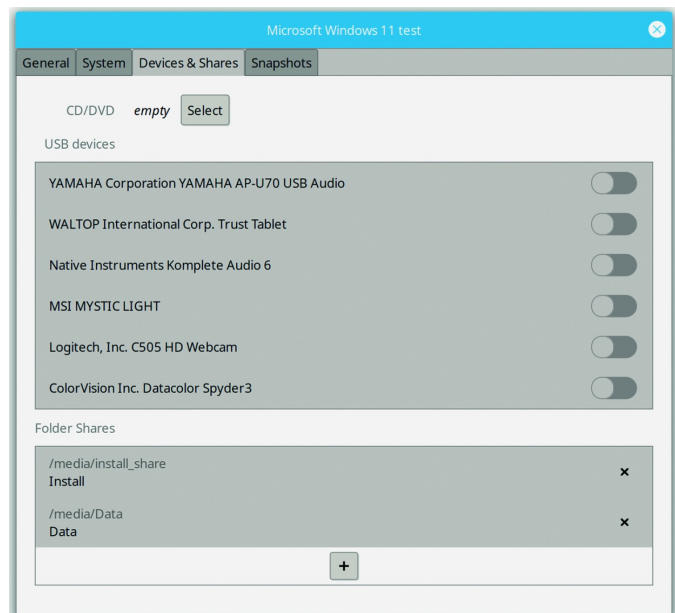 Microsoft Windows 11 test
General System Devices & Shares Snapshots
CD/DVD empty Select
USB devices
YAMAHA Corporation YAMAHA AP-U70 USB Audio
WALTOP International Corp. Trust Tablet
Native Instruments Komplete Audio 6
MSI MYSTIC LIGHT
Logitech, Inc. C505 HD Webcam
ColorVision Inc. Datacolor Spyder3
Folder Shares
/media/install_share
Install
/media/Data
Data